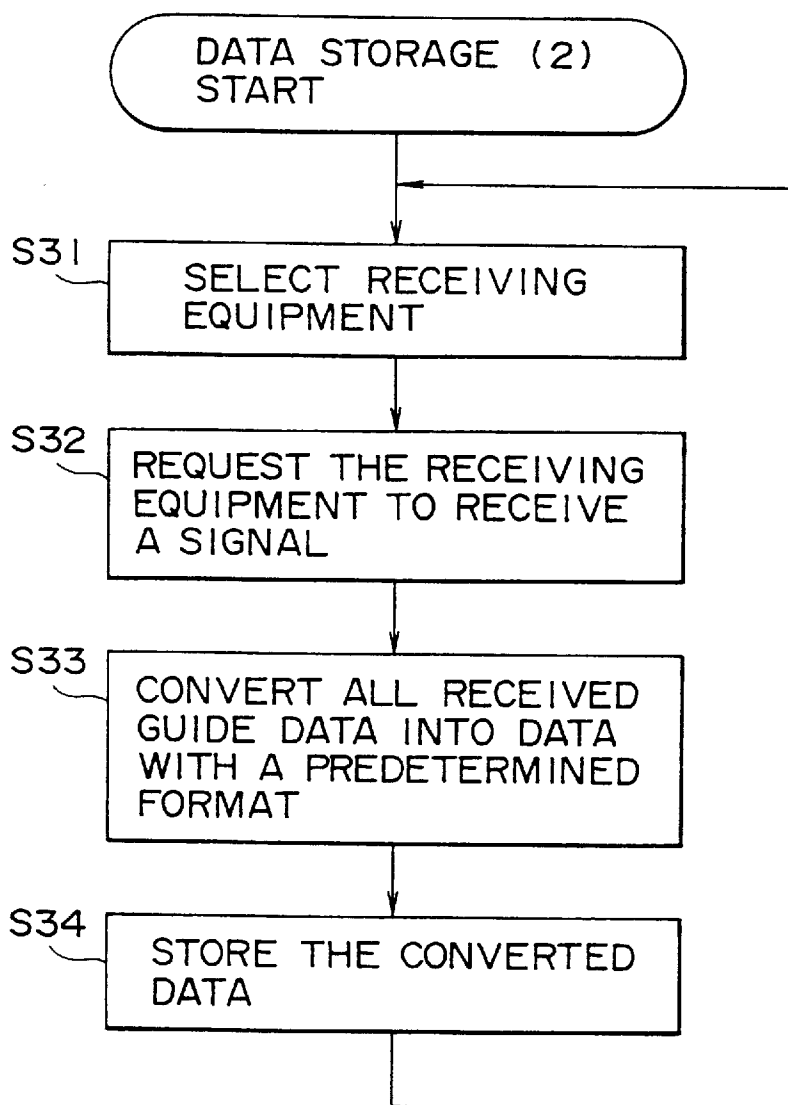 DATA STORAGE (2)
START
S31
SELECT RECEIVING
EQUIPMENT
S32
REQUEST THE RECEIVING
EQUIPMENT TO RECEIVE
A SIGNAL
S33
CONVERT ALL RECEIVED
GUIDE DATA INTO DATA
WITH A PREDETERMINED
FORMAT
S34
STORE THE CONVERTED
DATA